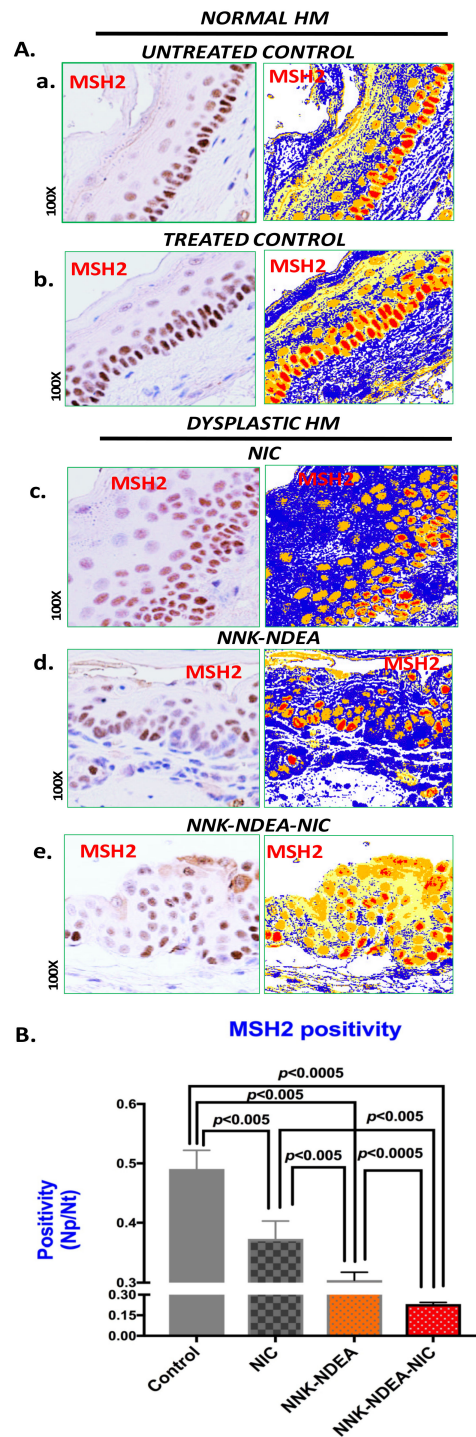 NORMAL HM
A.
UNTREATED CONTROL
a.
MSH2
MSH2
100X
TREATED CONTROL
b.
MSH2
MSH2
100X
DYSPLASTIC HM
NIC
c.
MSH2
MSH2
100X
NNK-NDEA
d.
MSH2
MSH2
100X
NNK-NDEA-NIC
e.
MSH2
MSH2
100X
B.
MSH2 positivity
p<0.0005
p<0.005
p<0.005
p<0.005
p<0.005
p<0.0005
Positivity
(Np/Nt)
0.6
0.5
0.4
0.3
0.30
0.15
0.00
Control
NIC
NNK-NDEA
NNK-NDEA-NIC